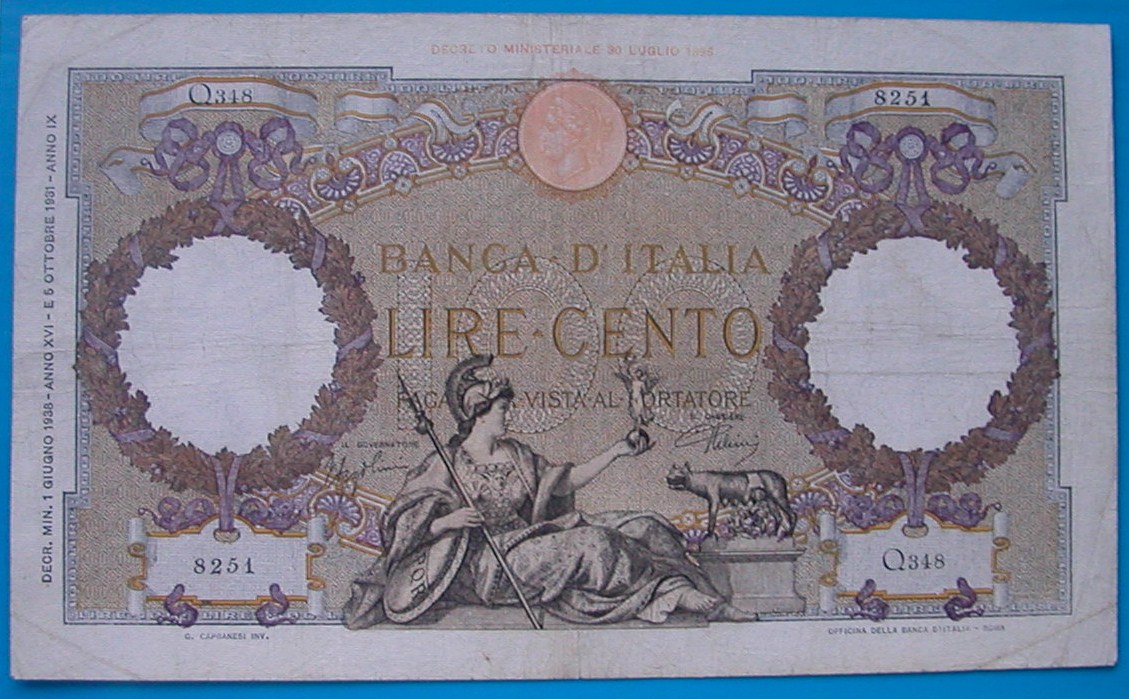 DECRETO MINISTERIALE 30 LUGLIO 1896
Q348
8251
DECR. MIN. 1 GIUGNO 1938 - ANNO XVI - E 5 OTTOBRE 1931 - ANNO IX
BANCA·D'ITALIA
LIRE·CENTO
100
VISTA·AL
IL GOVERNATORE
IL CASSIERE
8251
Q348
LIRE
G. CAPRANESI INV.
OFFICINA DELLA BANCA D'ITALIA - ROMA